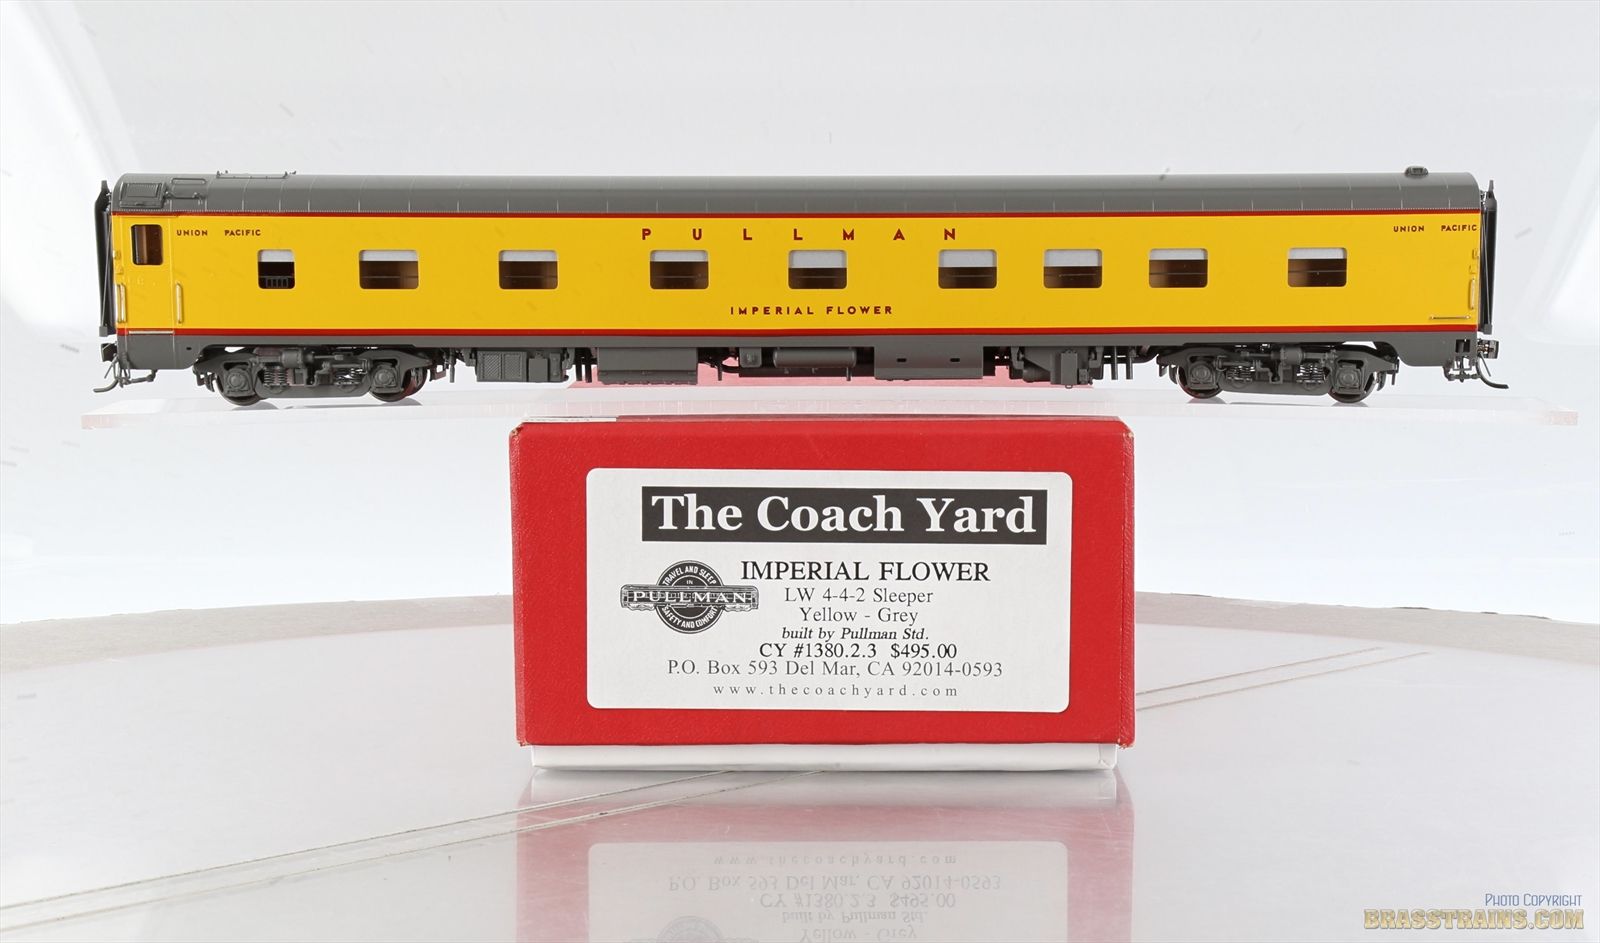 UNION PACIFIC
PULLMAN
UNION PACIFIC
IMPERIAL FLOWER
The Coach Yard
TRAVEL AND SLEEP
IN
PULLMAN
SAFETY AND COMFORT
IMPERIAL FLOWER
LW 4-4-2 Sleeper
Yellow - Grey
built by Pullman Std.
CY #1380.2.3 $495.00
P.O. Box 593 Del Mar, CA 92014-0593
www.thecoachyard.com
PHOTO COPYRIGHT
BRASSTRAINS.COM